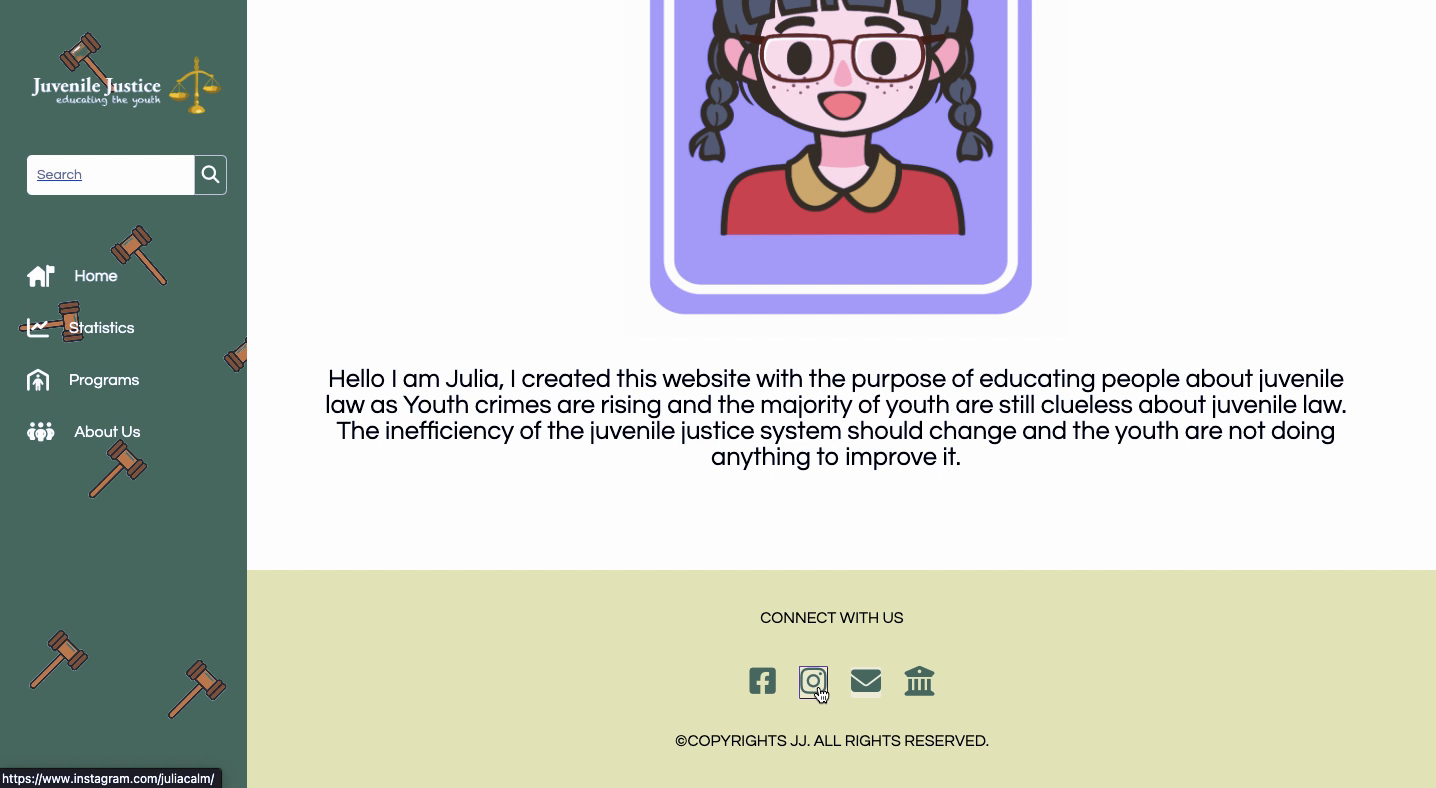 Juvenile Justice
educating the youth
Search
Home
Statistics
Programs
About Us
Hello I am Julia, I created this website with the purpose of educating people about juvenile
law as Youth crimes are rising and the majority of youth are still clueless about juvenile law.
The inefficiency of the juvenile justice system should change and the youth are not doing
anything to improve it.
CONNECT WITH US
©COPYRIGHTS JJ. ALL RIGHTS RESERVED.
https://www.instagram.com/juliacalm/